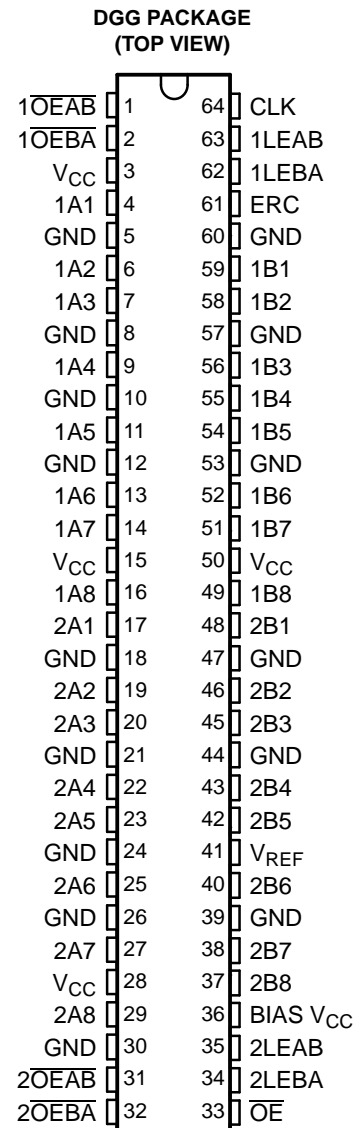 DGG PACKAGE
(TOP VIEW)
1O̅E̅A̅B̅ 1 64 CLK
1O̅E̅B̅A̅ 2 63 1LEAB
VCC 3 62 1LEBA
1A1 4 61 ERC
GND 5 60 GND
1A2 6 59 1B1
1A3 7 58 1B2
GND 8 57 GND
1A4 9 56 1B3
GND 10 55 1B4
1A5 11 54 1B5
GND 12 53 GND
1A6 13 52 1B6
1A7 14 51 1B7
VCC 15 50 VCC
1A8 16 49 1B8
2A1 17 48 2B1
GND 18 47 GND
2A2 19 46 2B2
2A3 20 45 2B3
GND 21 44 GND
2A4 22 43 2B4
2A5 23 42 2B5
GND 24 41 VREF
2A6 25 40 2B6
GND 26 39 GND
2A7 27 38 2B7
VCC 28 37 2B8
2A8 29 36 BIAS VCC
GND 30 35 2LEAB
2O̅E̅A̅B̅ 31 34 2LEBA
2O̅E̅B̅A̅ 32 33 O̅E̅